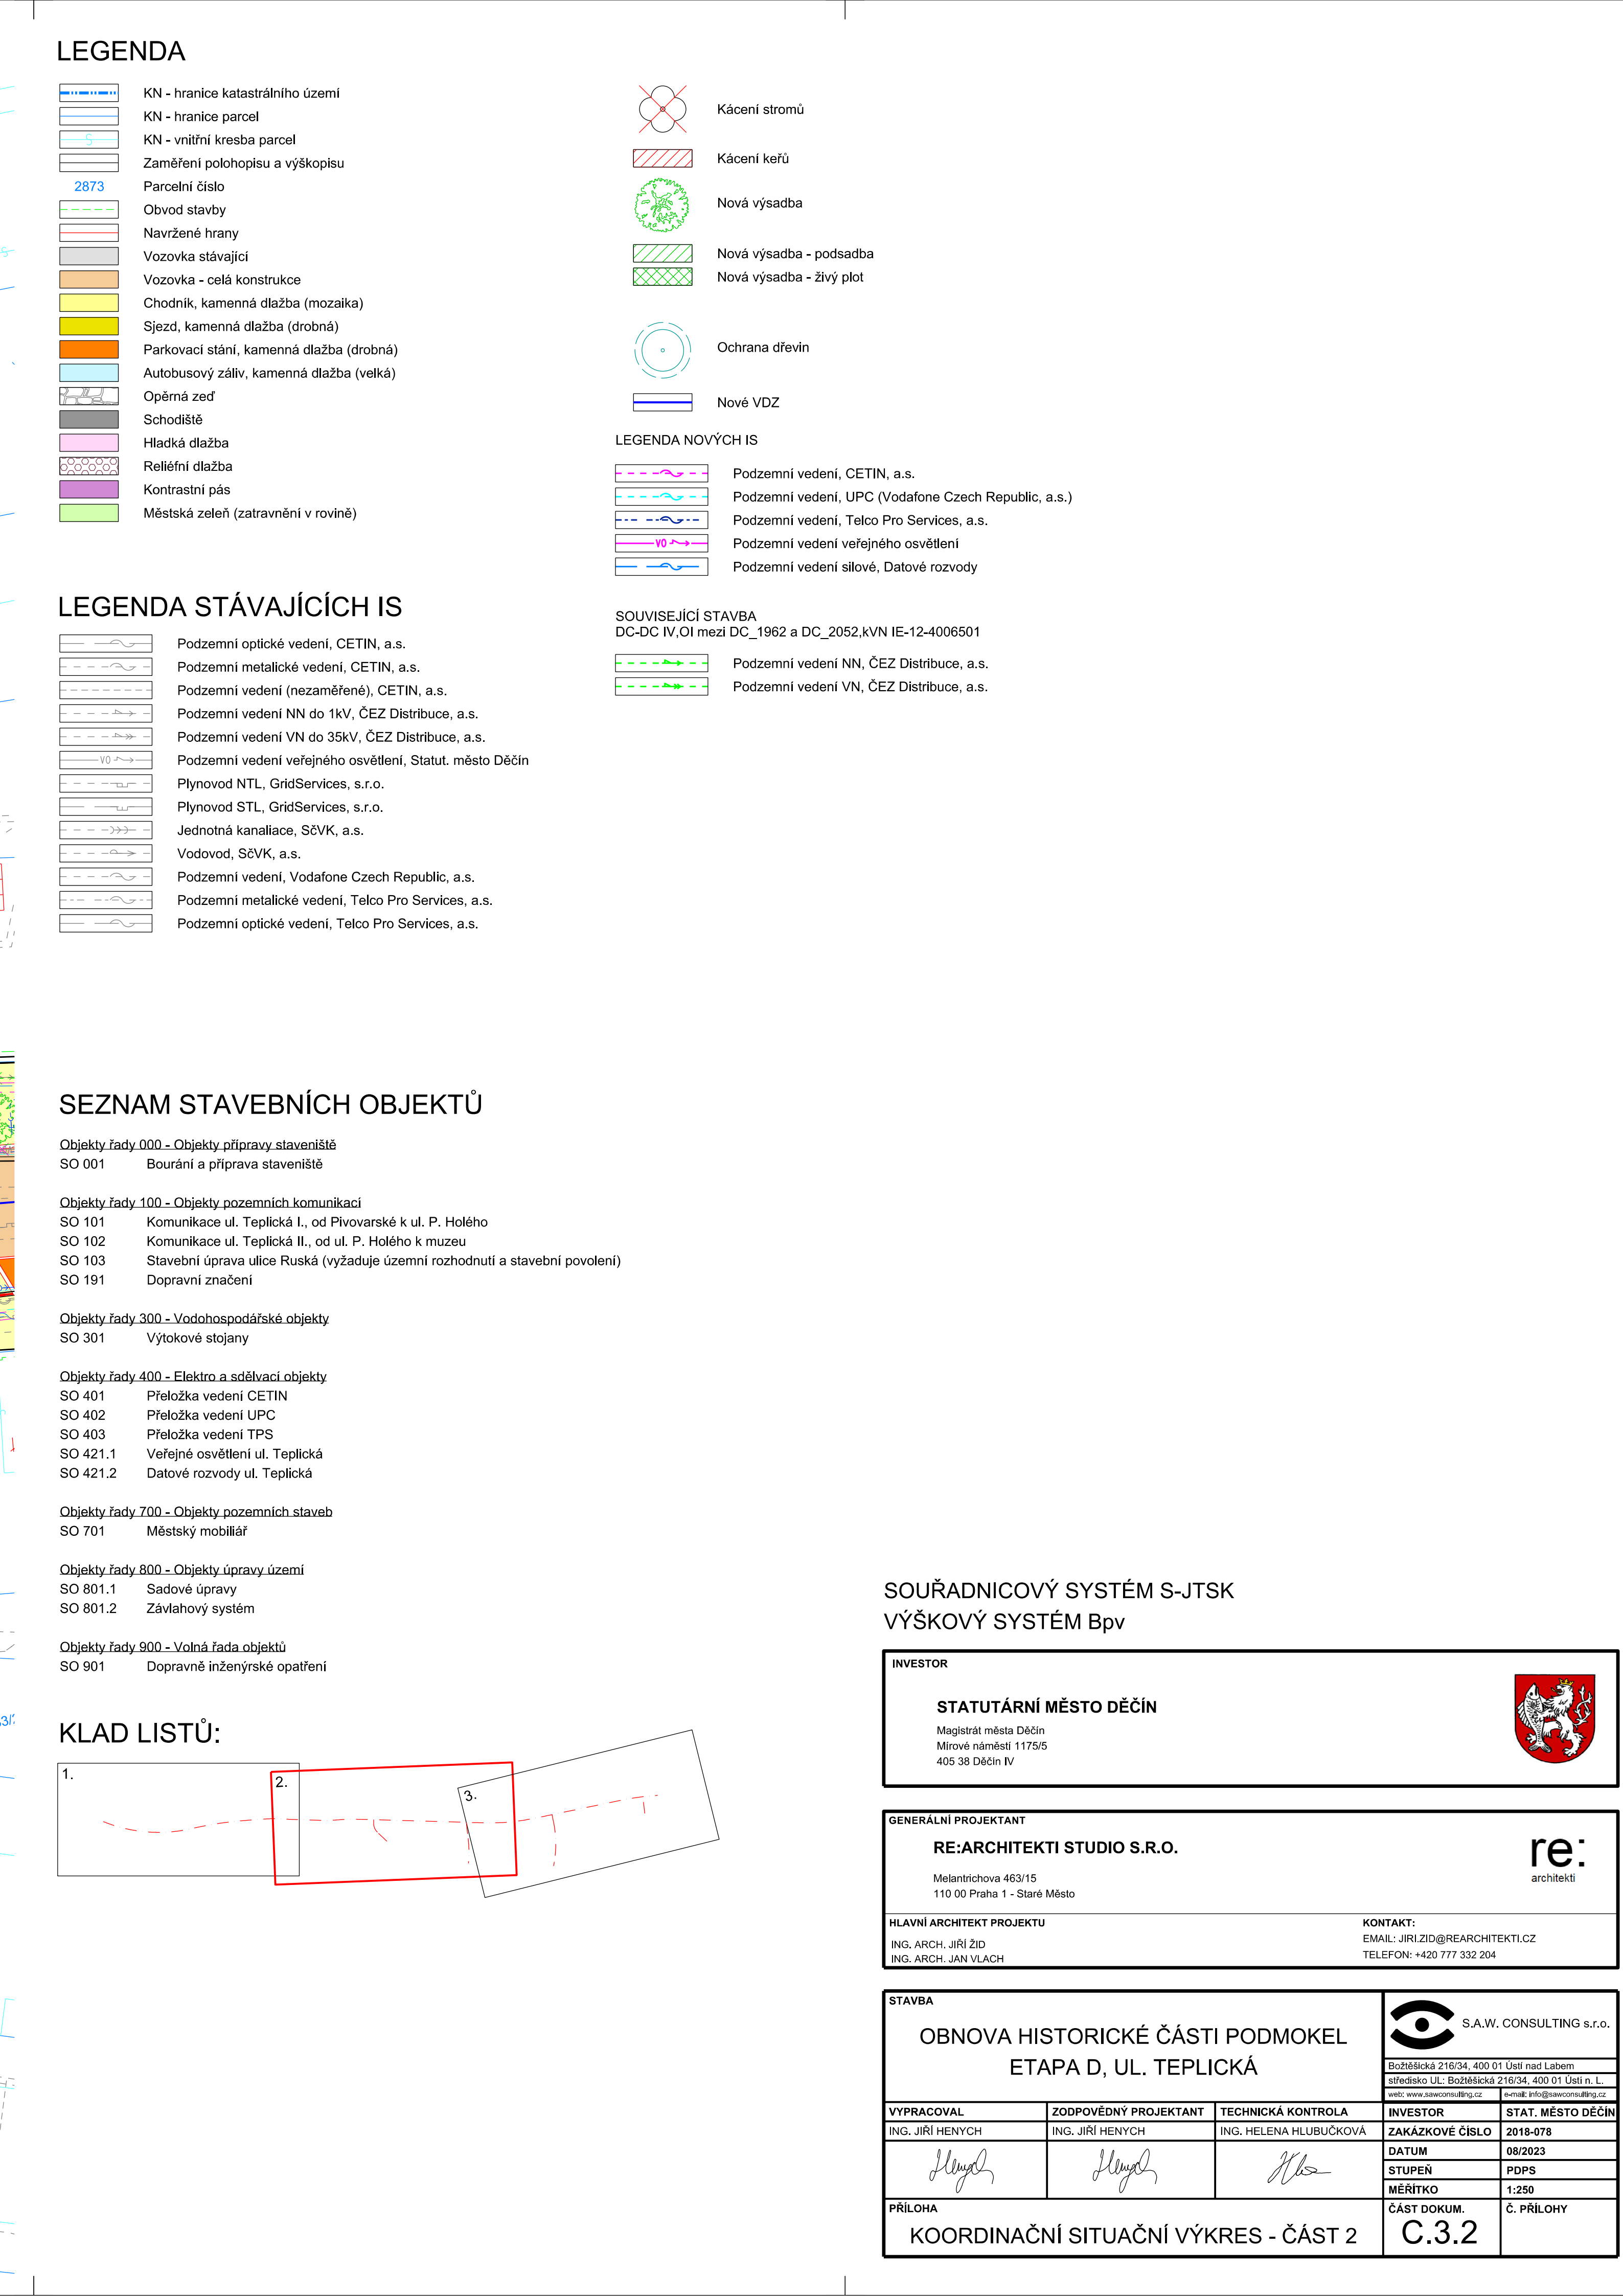 LEGENDA
KN - hranice katastrálního území
KN - hranice parcel
S
KN - vnitřní kresba parcel
Zaměření polohopisu a výškopisu
2873
Parcelní číslo
Obvod stavby
Navržené hrany
Vozovka stávající
Vozovka - celá konstrukce
Chodník, kamenná dlažba (mozaika)
Sjezd, kamenná dlažba (drobná)
Parkovací stání, kamenná dlažba (drobná)
Autobusový záliv, kamenná dlažba (velká)
Opěrná zeď
Schodiště
Hladká dlažba
Reliéfní dlažba
Kontrastní pás
Městská zeleň (zatravnění v rovině)
Kácení stromů
Kácení keřů
Nová výsadba
Nová výsadba - podsadba
Nová výsadba - živý plot
Ochrana dřevin
Nové VDZ
LEGENDA NOVÝCH IS
Podzemní vedení, CETIN, a.s.
Podzemní vedení, UPC (Vodafone Czech Republic, a.s.)
Podzemní vedení, Telco Pro Services, a.s.
VO
Podzemní vedení veřejného osvětlení
Podzemní vedení silové, Datové rozvody
SOUVISEJÍCÍ STAVBA
DC-DC IV,OI mezi DC_1962 a DC_2052,kVN IE-12-4006501
Podzemní vedení NN, ČEZ Distribuce, a.s.
Podzemní vedení VN, ČEZ Distribuce, a.s.
LEGENDA STÁVAJÍCÍCH IS
Podzemní optické vedení, CETIN, a.s.
Podzemní metalické vedení, CETIN, a.s.
Podzemní vedení (nezaměřené), CETIN, a.s.
Podzemní vedení NN do 1kV, ČEZ Distribuce, a.s.
Podzemní vedení VN do 35kV, ČEZ Distribuce, a.s.
VO
Podzemní vedení veřejného osvětlení, Statut. město Děčín
Plynovod NTL, GridServices, s.r.o.
Plynovod STL, GridServices, s.r.o.
Jednotná kanaliace, SčVK, a.s.
Vodovod, SčVK, a.s.
Podzemní vedení, Vodafone Czech Republic, a.s.
Podzemní metalické vedení, Telco Pro Services, a.s.
Podzemní optické vedení, Telco Pro Services, a.s.
SEZNAM STAVEBNÍCH OBJEKTŮ
Objekty řady 000 - Objekty přípravy staveniště
SO 001 Bourání a příprava staveniště
Objekty řady 100 - Objekty pozemních komunikací
SO 101 Komunikace ul. Teplická I., od Pivovarské k ul. P. Holého
SO 102 Komunikace ul. Teplická II., od ul. P. Holého k muzeu
SO 103 Stavební úprava ulice Ruská (vyžaduje územní rozhodnutí a stavební povolení)
SO 191 Dopravní značení
Objekty řady 300 - Vodohospodářské objekty
SO 301 Výtokové stojany
Objekty řady 400 - Elektro a sdělvací objekty
SO 401 Přeložka vedení CETIN
SO 402 Přeložka vedení UPC
SO 403 Přeložka vedení TPS
SO 421.1 Veřejné osvětlení ul. Teplická
SO 421.2 Datové rozvody ul. Teplická
Objekty řady 700 - Objekty pozemních staveb
SO 701 Městský mobiliář
Objekty řady 800 - Objekty úpravy území
SO 801.1 Sadové úpravy
SO 801.2 Závlahový systém
Objekty řady 900 - Volná řada objektů
SO 901 Dopravně inženýrské opatření
KLAD LISTŮ:
1.
2.
3.
SOUŘADNICOVÝ SYSTÉM S-JTSK
VÝŠKOVÝ SYSTÉM Bpv
INVESTOR
STATUTÁRNÍ MĚSTO DĚČÍN
Magistrát města Děčín
Mírové náměstí 1175/5
405 38 Děčín IV
GENERÁLNÍ PROJEKTANT
RE:ARCHITEKTI STUDIO S.R.O.
Melantrichova 463/15
110 00 Praha 1 - Staré Město
re:
architekti
HLAVNÍ ARCHITEKT PROJEKTU
ING. ARCH. JIŘÍ ŽID
ING. ARCH. JAN VLACH
KONTAKT:
EMAIL: JIRI.ZID@REARCHITEKTI.CZ
TELEFON: +420 777 332 204
STAVBA
OBNOVA HISTORICKÉ ČÁSTI PODMOKEL
ETAPA D, UL. TEPLICKÁ
S.A.W. CONSULTING s.r.o.
Božtěšická 216/34, 400 01 Ústí nad Labem
středisko UL: Božtěšická 216/34, 400 01 Ústi n. L.
web: www.sawconsulting.cz e-mail: info@sawconsulting.cz
VYPRACOVAL ZODPOVĚDNÝ PROJEKTANT TECHNICKÁ KONTROLA
ING. JIŘÍ HENYCH ING. JIŘÍ HENYCH ING. HELENA HLUBUČKOVÁ
INVESTOR STAT. MĚSTO DĚČÍN
ZAKÁZKOVÉ ČÍSLO 2018-078
DATUM 08/2023
STUPEŇ PDPS
MĚŘÍTKO 1:250
PŘÍLOHA
KOORDINAČNÍ SITUAČNÍ VÝKRES - ČÁST 2
ČÁST DOKUM. Č. PŘÍLOHY
C.3.2